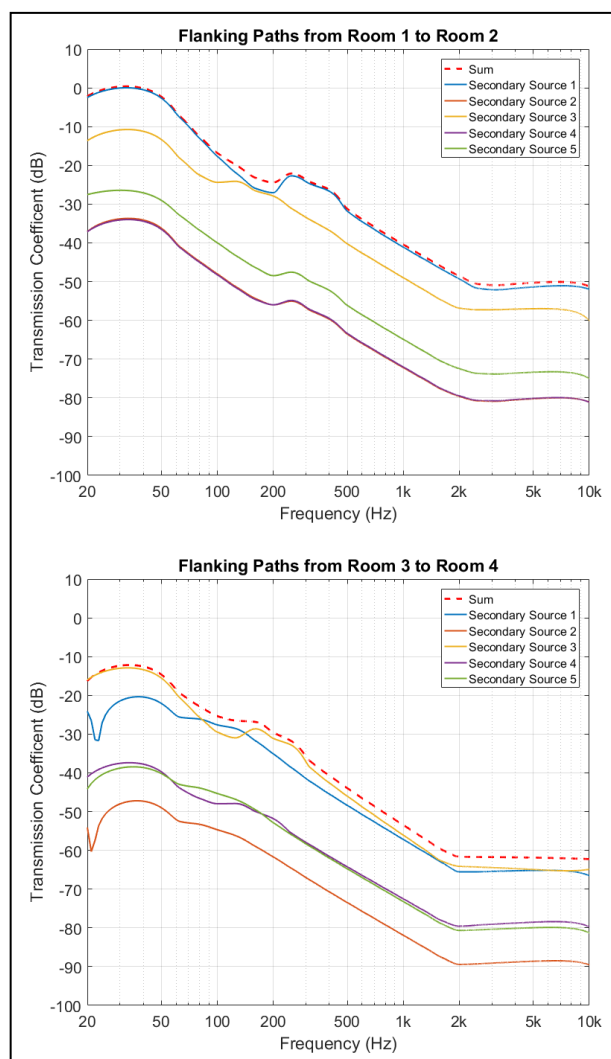 Flanking Paths from Room 1 to Room 2
10
0
-10
-20
-30
-40
-50
-60
-70
-80
-90
-100
Transmission Coefficent (dB)
Sum
Secondary Source 1
Secondary Source 2
Secondary Source 3
Secondary Source 4
Secondary Source 5
20 50 100 200 500 1k 2k 5k 10k
Frequency (Hz)
Flanking Paths from Room 3 to Room 4
10
0
-10
-20
-30
-40
-50
-60
-70
-80
-90
-100
Transmission Coefficent (dB)
Sum
Secondary Source 1
Secondary Source 2
Secondary Source 3
Secondary Source 4
Secondary Source 5
20 50 100 200 500 1k 2k 5k 10k
Frequency (Hz)